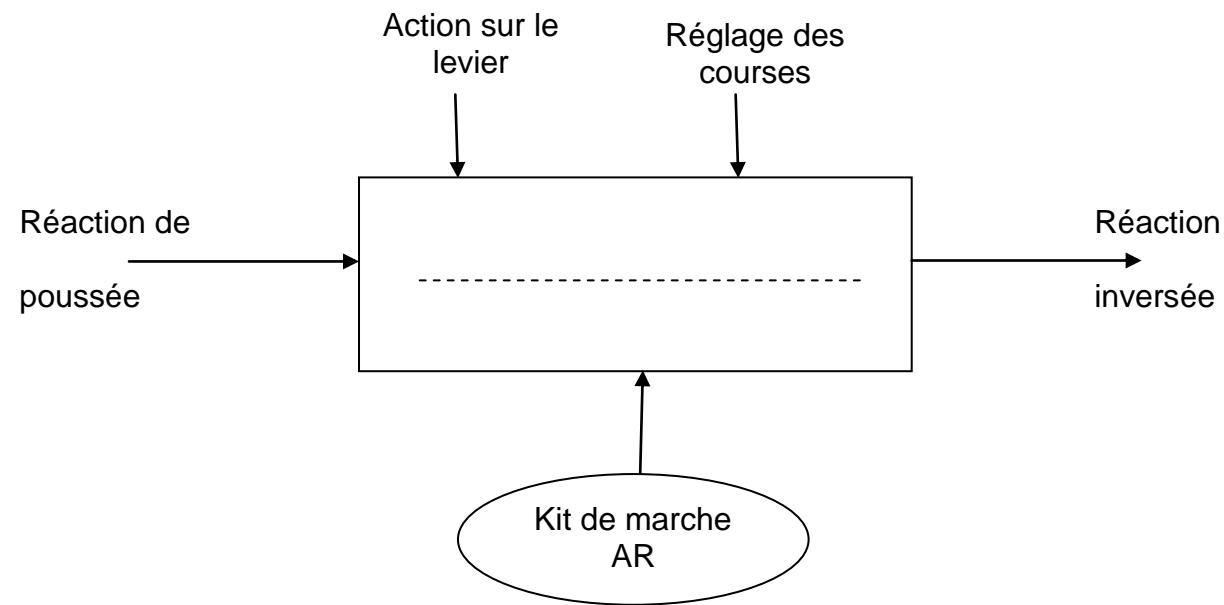 Action sur le
levier
Réglage des
courses
Réaction de
poussée
Réaction
inversée
Kit de marche
AR